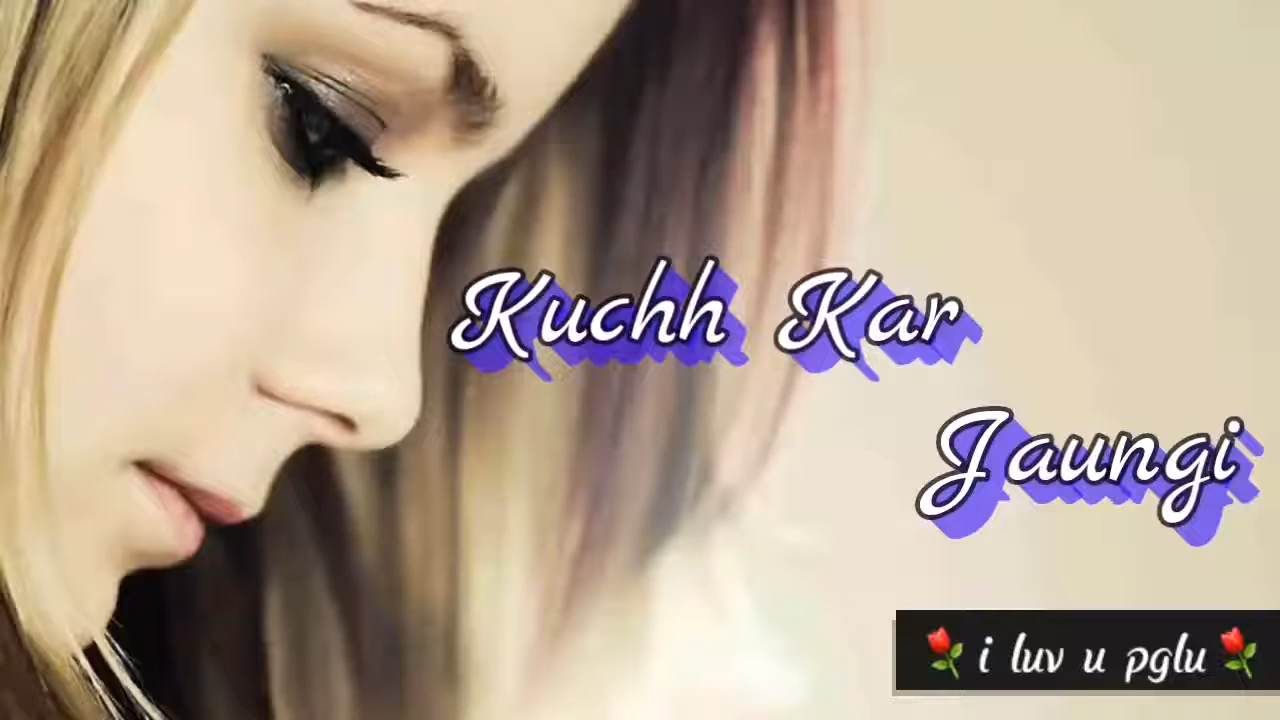 Kuchh Kar
Jaungi
🌹 i luv u pglu 🌹